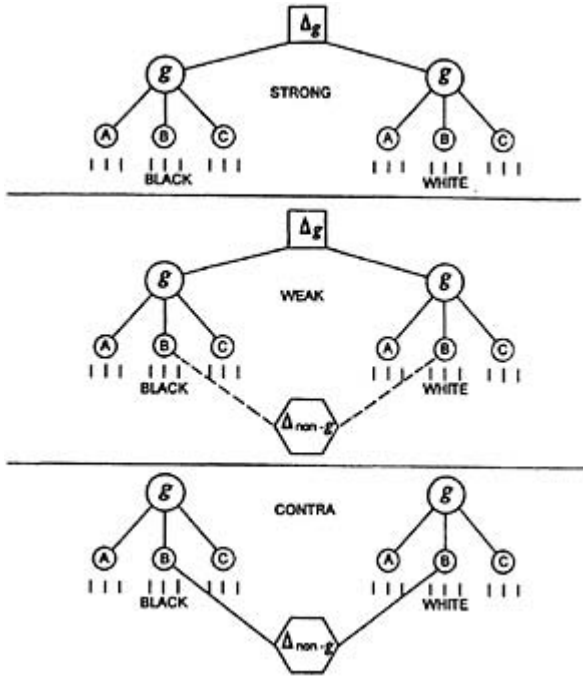 Δg
g g
STRONG
A B C A B C
BLACK WHITE
Δg
g g
WEAK
A B C A B C
BLACK WHITE
Δnon-g
g g
CONTRA
A B C A B C
BLACK WHITE
Δnon-g